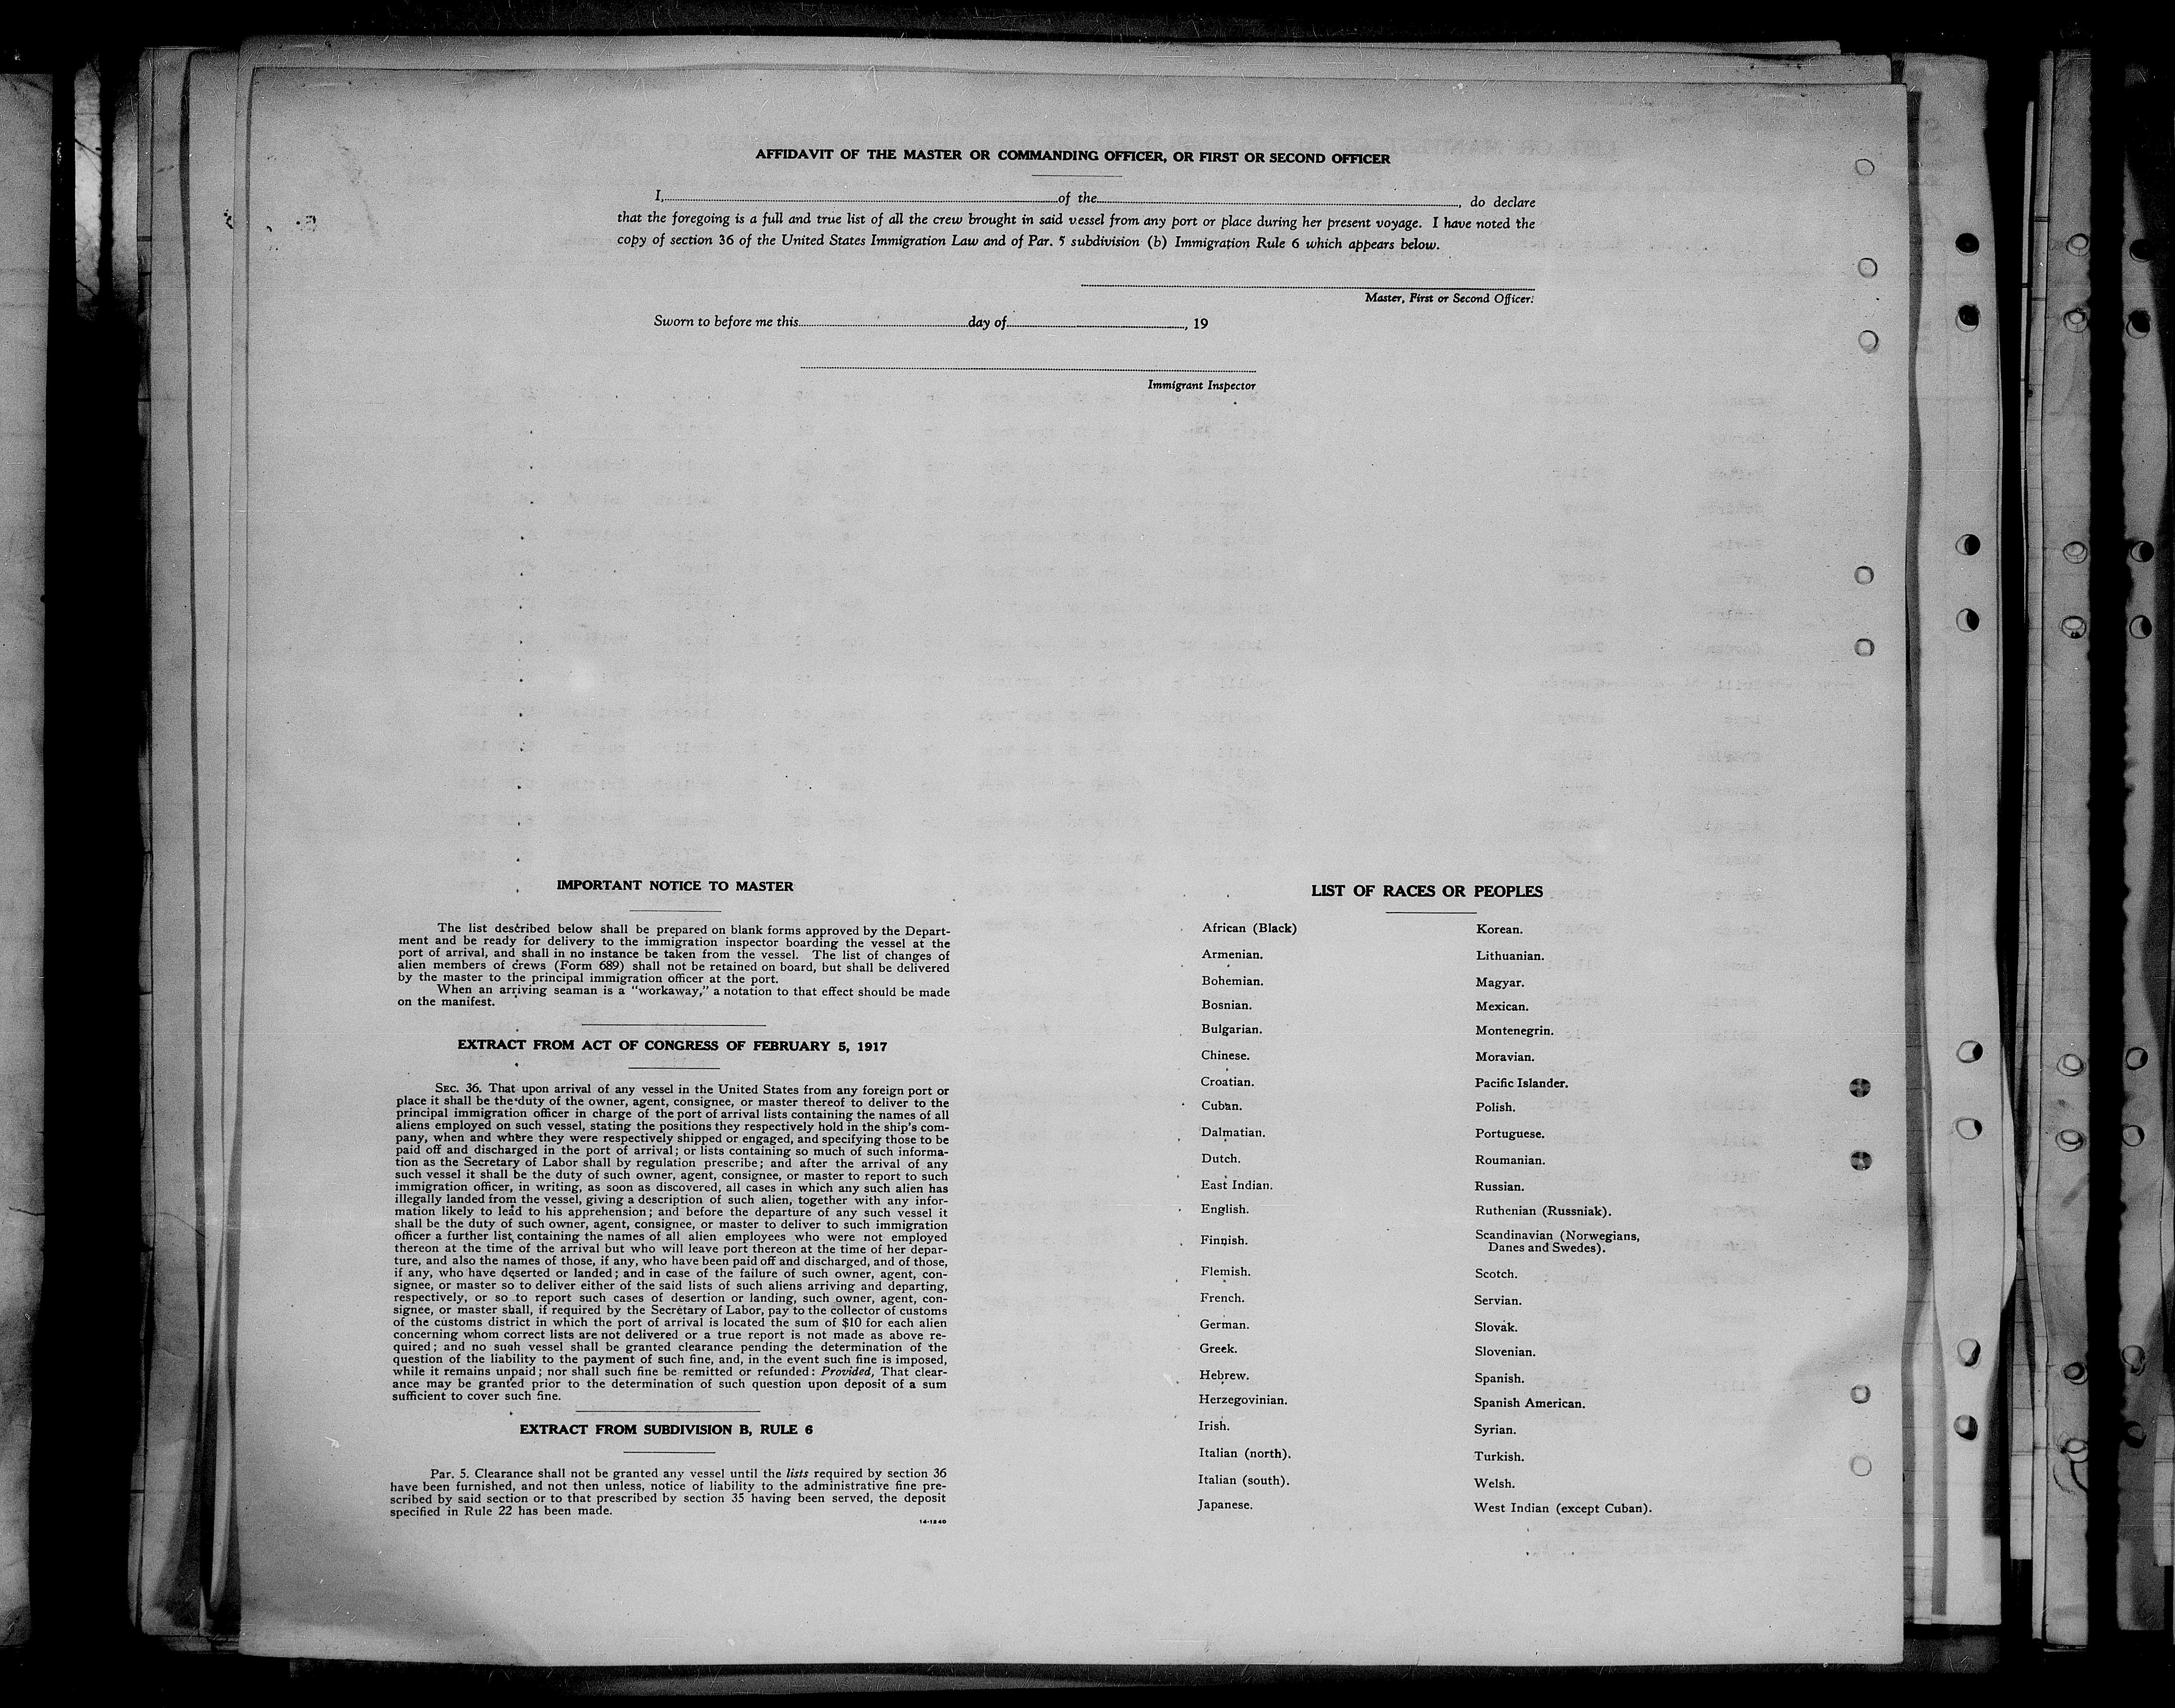 AFFIDAVIT OF THE MASTER OR COMMANDING OFFICER, OR FIRST OR SECOND OFFICER
I, of the , do declare
that the foregoing is a full and true list of all the crew brought in said vessel from any port or place during her present voyage. I have noted the
copy of section 36 of the United States Immigration Law and of Par. 5 subdivision (b) Immigration Rule 6 which appears below.
Master, First or Second Officer.
Sworn to before me this day of , 19
Immigrant Inspector
IMPORTANT NOTICE TO MASTER
The list described below shall be prepared on blank forms approved by the Depart-
ment and be ready for delivery to the immigration inspector boarding the vessel at the
port of arrival, and shall in no instance be taken from the vessel. The list of changes of
alien members of crews (Form 689) shall not be retained on board, but shall be delivered
by the master to the principal immigration officer at the port.
When an arriving seaman is a "workaway," a notation to that effect should be made
on the manifest.
EXTRACT FROM ACT OF CONGRESS OF FEBRUARY 5, 1917
SEC. 36. That upon arrival of any vessel in the United States from any foreign port or
place it shall be the duty of the owner, agent, consignee, or master thereof to deliver to the
principal immigration officer in charge of the port of arrival lists containing the names of all
aliens employed on such vessel, stating the positions they respectively hold in the ship's com-
pany, when and where they were respectively shipped or engaged, and specifying those to be
paid off and discharged in the port of arrival; or lists containing so much of such informa-
tion as the Secretary of Labor shall by regulation prescribe; and after the arrival of any
such vessel it shall be the duty of such owner, agent, consignee, or master to report to such
immigration officer, in writing, as soon as discovered, all cases in which any such alien has
illegally landed from the vessel, giving a description of such alien, together with any infor-
mation likely to lead to his apprehension; and before the departure of any such vessel it
shall be the duty of such owner, agent, consignee, or master to deliver to such immigration
officer a further list containing the names of all alien employees who were not employed
thereon at the time of the arrival but who will leave port thereon at the time of her depar-
ture, and also the names of those, if any, who have been paid off and discharged, and of those,
if any, who have deserted or landed; and in case of the failure of such owner, agent, con-
signee, or master so to deliver either of the said lists of such aliens arriving and departing,
respectively, or so to report such cases of desertion or landing, such owner, agent, con-
signee, or master shall, if required by the Secretary of Labor, pay to the collector of customs
of the customs district in which the port of arrival is located the sum of $10 for each alien
concerning whom correct lists are not delivered or a true report is not made as above re-
quired; and no such vessel shall be granted clearance pending the determination of the
question of the liability to the payment of such fine, and, in the event such fine is imposed,
while it remains unpaid; nor shall such fine be remitted or refunded: Provided, That clear-
ance may be granted prior to the determination of such question upon deposit of a sum
sufficient to cover such fine.
EXTRACT FROM SUBDIVISION B, RULE 6
Par. 5. Clearance shall not be granted any vessel until the lists required by section 36
have been furnished, and not then unless, notice of liability to the administrative fine pre-
scribed by said section or to that prescribed by section 35 having been served, the deposit
specified in Rule 22 has been made.
14-1240
LIST OF RACES OR PEOPLES
African (Black)
Armenian.
Bohemian.
Bosnian.
Bulgarian.
Chinese.
Croatian.
Cuban.
Dalmatian.
Dutch.
East Indian.
English.
Finnish.
Flemish.
French.
German.
Greek.
Hebrew.
Herzegovinian.
Irish.
Italian (north).
Italian (south).
Japanese.
Korean.
Lithuanian.
Magyar.
Mexican.
Montenegrin.
Moravian.
Pacific Islander.
Polish.
Portuguese.
Roumanian.
Russian.
Ruthenian (Russniak).
Scandinavian (Norwegians,
Danes and Swedes).
Scotch.
Servian.
Slovak.
Slovenian.
Spanish.
Spanish American.
Syrian.
Turkish.
Welsh.
West Indian (except Cuban).